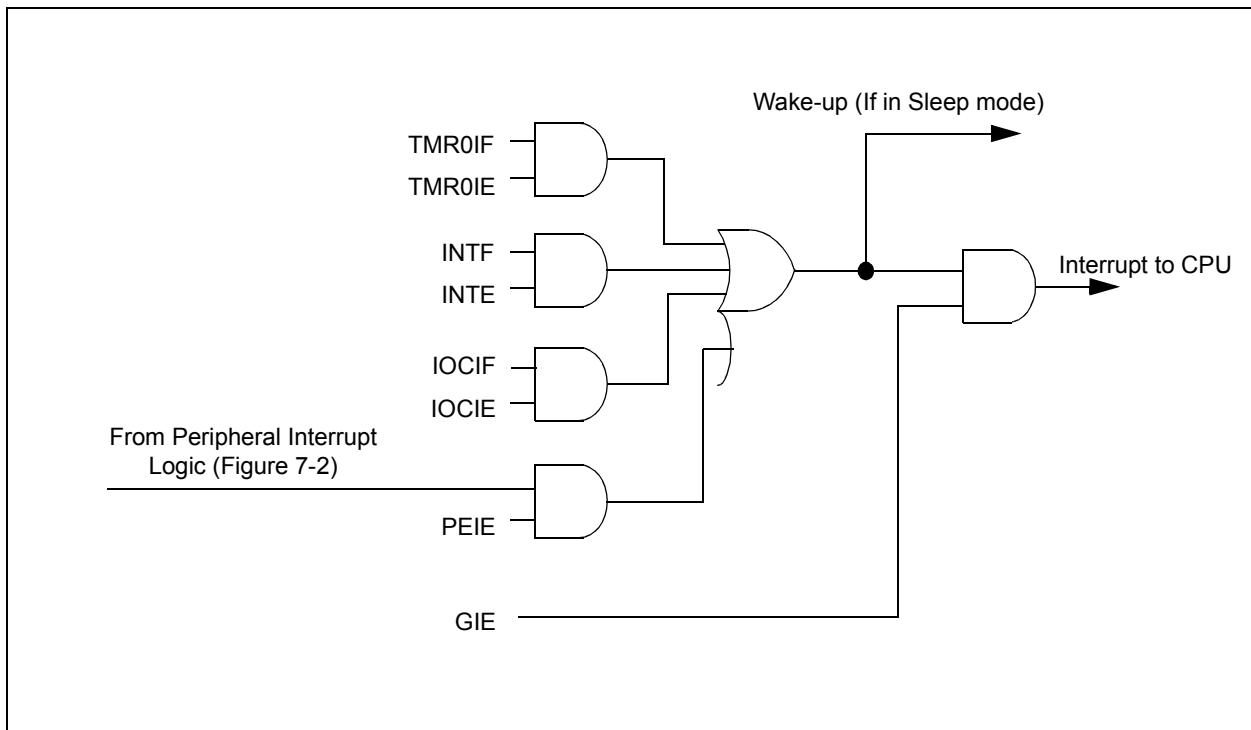 Wake-up (If in Sleep mode)
TMR0IF
TMR0IE
INTF
INTE
Interrupt to CPU
IOCIF
IOCIE
From Peripheral Interrupt
Logic (Figure 7-2)
PEIE
GIE